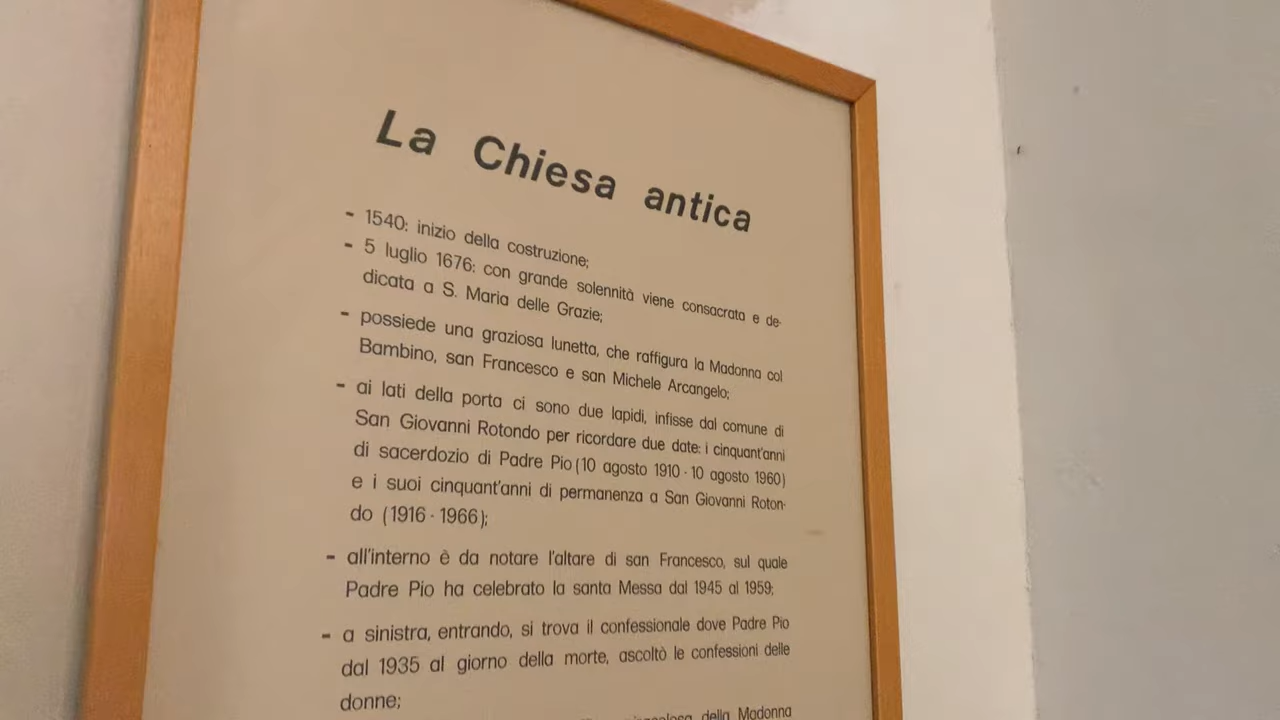 La Chiesa antica
- 1540: inizio della costruzione;
- 5 luglio 1676: con grande solennità viene consacrata e de-
dicata a S. Maria delle Grazie;
- possiede una graziosa lunetta, che raffigura la Madonna col
Bambino, san Francesco e san Michele Arcangelo;
- ai lati della porta ci sono due lapidi, infisse dal comune di
San Giovanni Rotondo per ricordare due date: i cinquant'anni
di sacerdozio di Padre Pio (10 agosto 1910 - 10 agosto 1960)
e i suoi cinquant'anni di permanenza a San Giovanni Roton-
do (1916 - 1966);
- all'interno è da notare l'altare di san Francesco, sul quale
Padre Pio ha celebrato la santa Messa dal 1945 al 1959;
- a sinistra, entrando, si trova il confessionale dove Padre Pio
dal 1935 al giorno della morte, ascoltò le confessioni delle
donne;
della Madonna